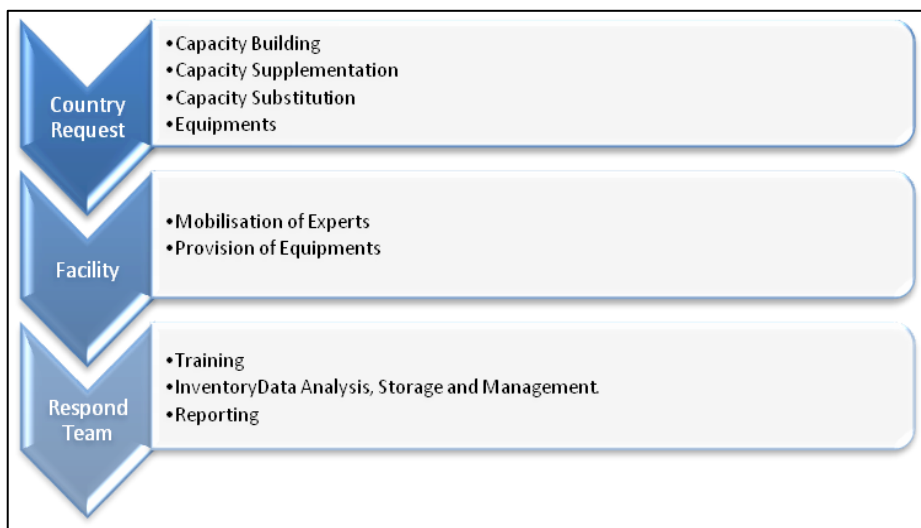 Country
Request
•Capacity Building
•Capacity Supplementation
•Capacity Substitution
•Equipments
Facility
•Mobilisation of Experts
•Provision of Equipments
Respond
Team
•Training
•InventoryData Analysis, Storage and Management.
•Reporting